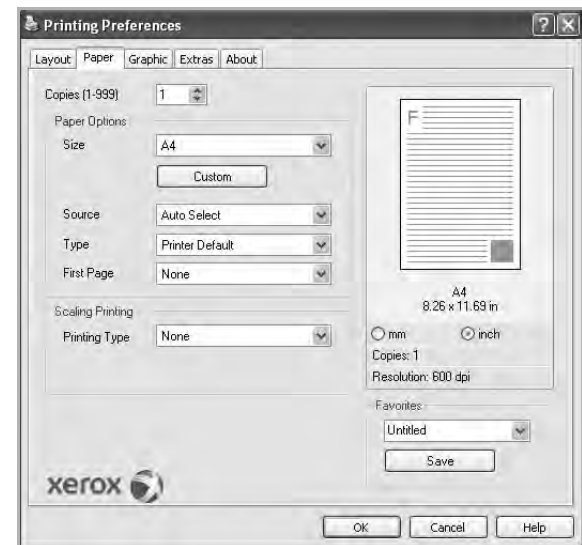 Printing Preferences
Layout Paper Graphic Extras About
Copies (1-999) 1
Paper Options
Size A4
Custom
Source Auto Select
Type Printer Default
First Page None
Scaling Printing
Printing Type None
F
A4
8.26 x 11.69 in
mm inch
Copies: 1
Resolution: 600 dpi
Favorites
Untitled
Save
xerox
OK Cancel Help